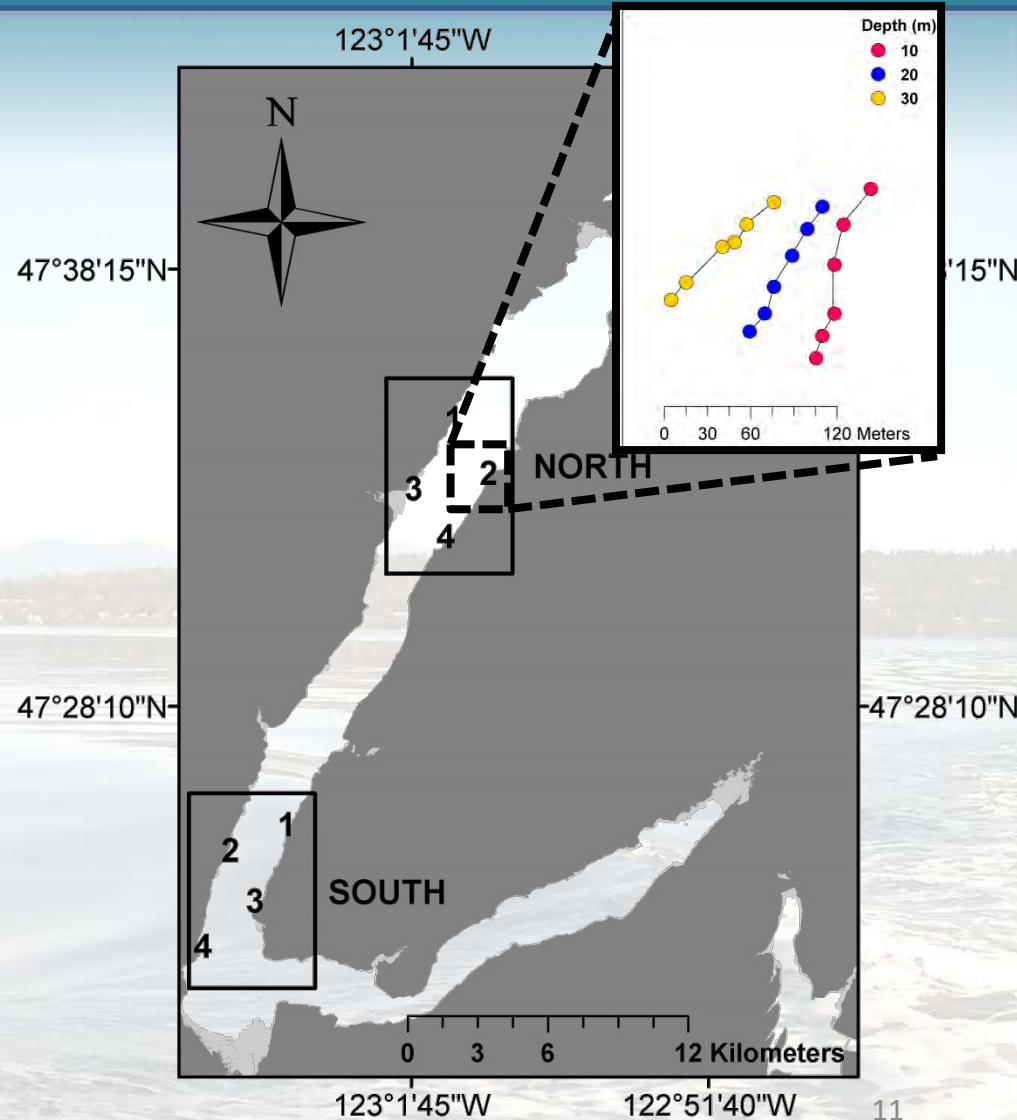 123°1'45"W
Depth (m)
10
20
30
N
47°38'15"N
'15"N
0 30 60 120 Meters
1
2
NORTH
3
4
47°28'10"N
47°28'10"N
1
2
SOUTH
3
4
0 3 6 12 Kilometers
123°1'45"W
122°51'40"W
11